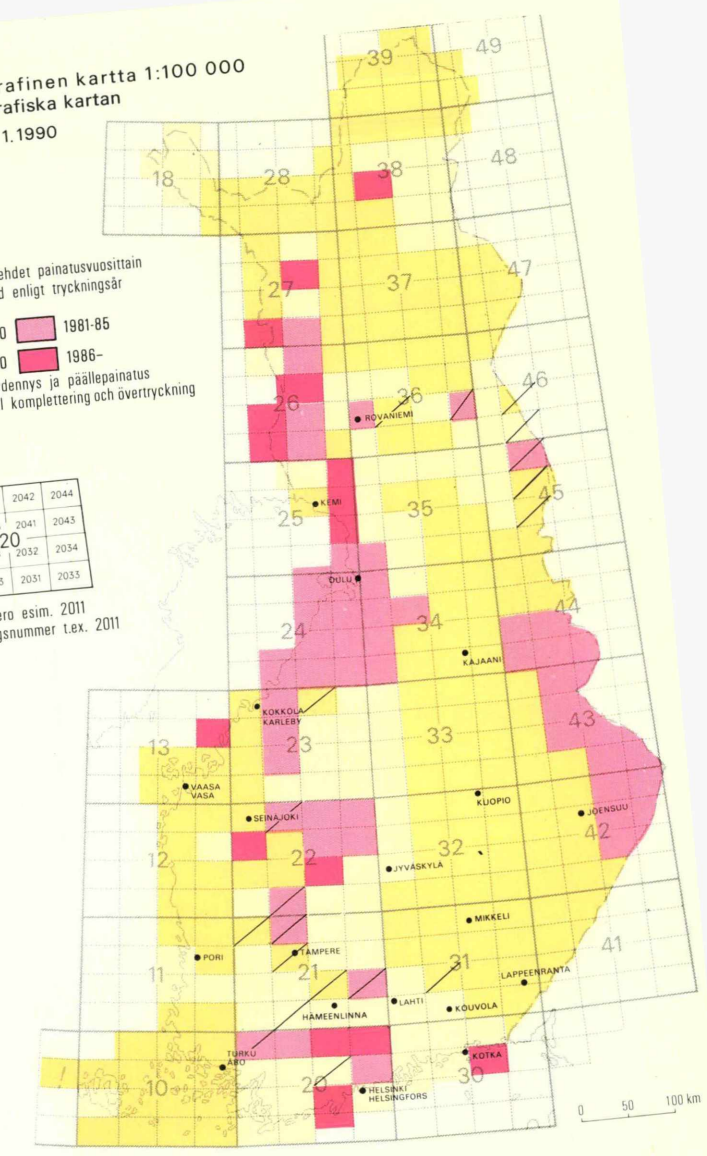 rafinen kartta 1:100 000
rafiska kartan
1.1990
ehdet painatusvuosittain
d enligt tryckningsår
0 1981-85
0 1986–
dennys ja päällepainatus
l komplettering och övertryckning
2042 2044
2041 2043
20
2032 2034
3 2031 2033
ero esim. 2011
gsnummer t.ex. 2011
39
49
18
28
38
48
27
37
47
26
36
46
ROVANIEMI
KEMI
25
35
45
OULU
24
34
44
KAJAANI
KOKKOLA
KARLEBY
13
23
33
43
VAASA
VASA
KUOPIO
SEINÄJOKI
JOENSUU
12
22
32
42
JYVÄSKYLÄ
MIKKELI
PORI
TAMPERE
11
21
31
41
LAPPEENRANTA
HÄMEENLINNA
LAHTI
KOUVOLA
TURKU
ÅBO
KOTKA
10
20
30
HELSINKI
HELSINGFORS
0 50 100 km